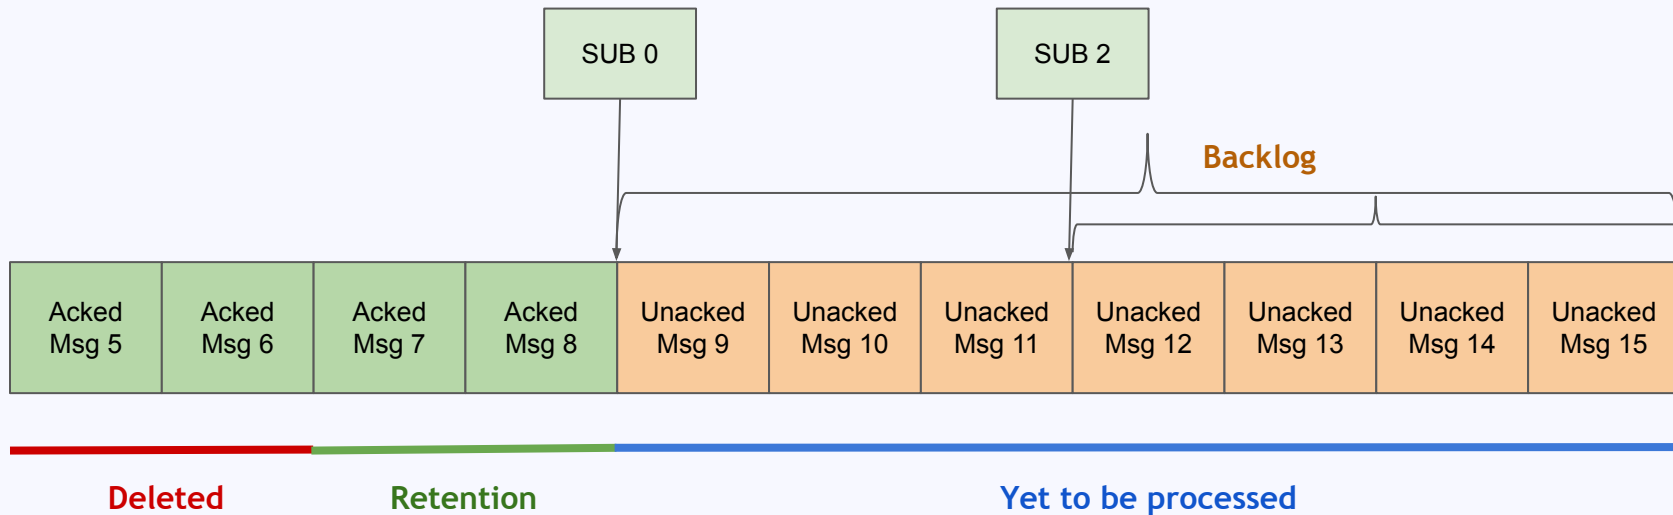 SUB 0
SUB 2
Backlog
Acked
Msg 5
Acked
Msg 6
Acked
Msg 7
Acked
Msg 8
Unacked
Msg 9
Unacked
Msg 10
Unacked
Msg 11
Unacked
Msg 12
Unacked
Msg 13
Unacked
Msg 14
Unacked
Msg 15
Deleted
Retention
Yet to be processed